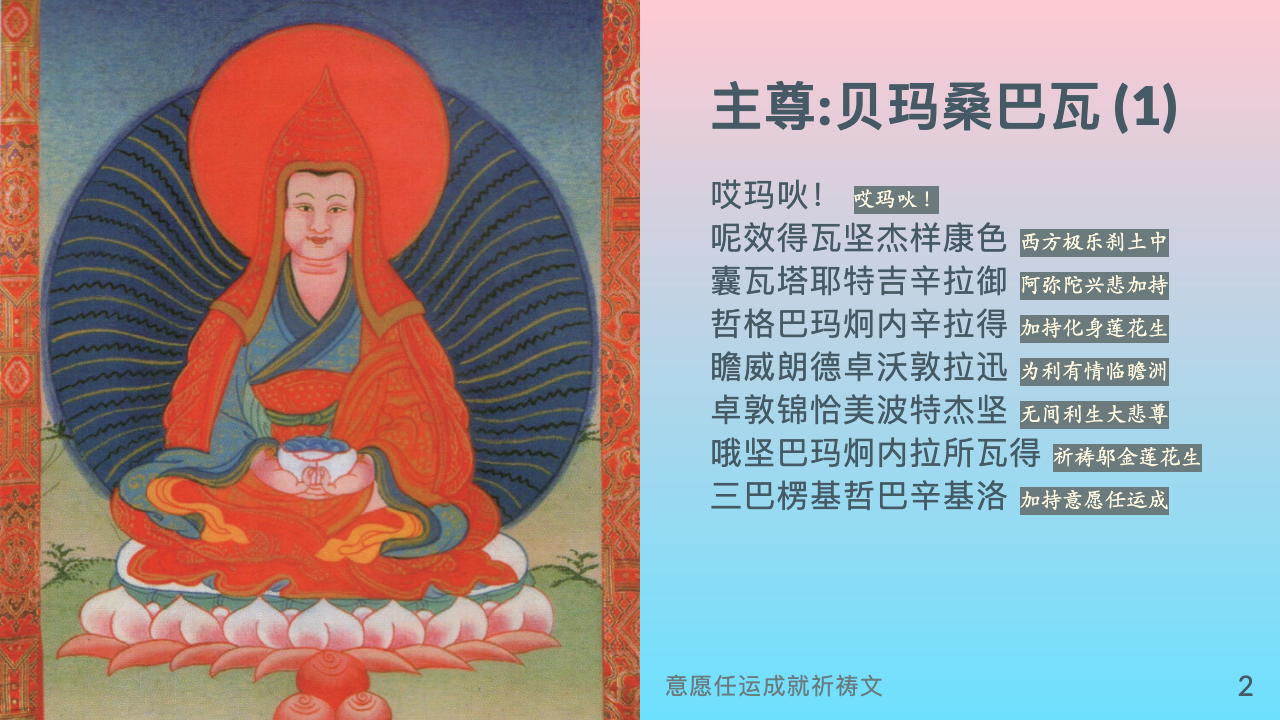 主尊:贝玛桑巴瓦 (1)
哎玛吙！ 哎玛吙！
呢效得瓦坚杰样康色 西方极乐刹土中
囊瓦塔耶特吉辛拉御 阿弥陀兴悲加持
哲格巴玛炯内辛拉得 加持化身莲花生
瞻威朗德卓沃敦拉迅 为利有情临瞻洲
卓敦锦恰美波特杰坚 无间利生大悲尊
哦坚巴玛炯内拉所瓦得 祈祷邬金莲花生
三巴楞基哲巴辛基洛 加持意愿任运成
意愿任运成就祈祷文
2